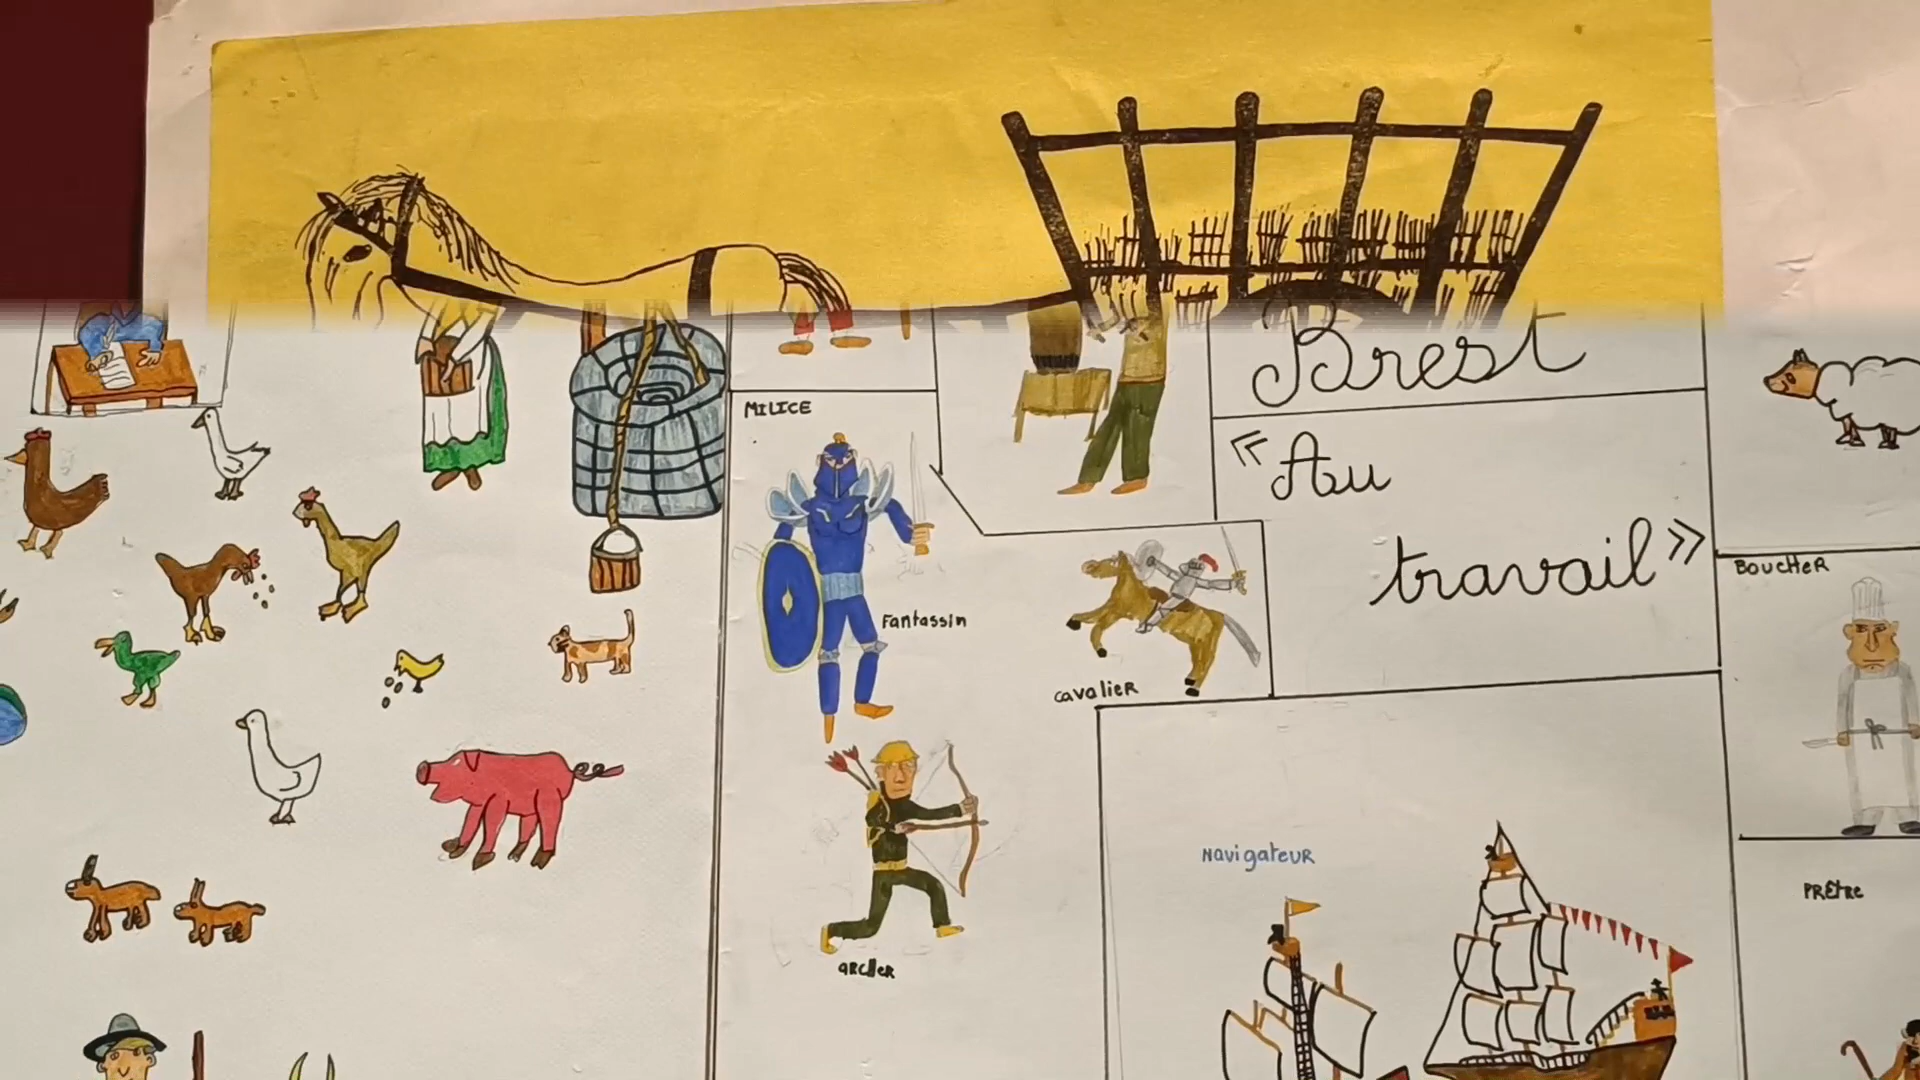 Brest
MILICE
« Au
travail »
BOUCHER
Fantassin
cavalier
Navigateur
PRÊtre
aRcHeR